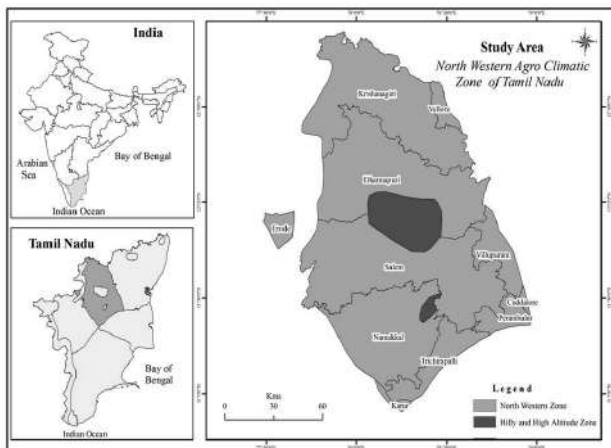 India
Arabian
Sea
Bay of Bengal
Indian Ocean
Tamil Nadu
Bay of
Bengal
Indian Ocean
Study Area
North Western Agro Climatic
Zone of Tamil Nadu
Krishanagiri
Vellore
Dharmapuri
Erode
Salem
Villupuram
Cuddalore
Perambalur
Namakkal
Trichirapalli
Karur
Kms
0 30 60
Legend
North Western Zone
Hilly and High Altitude Zone